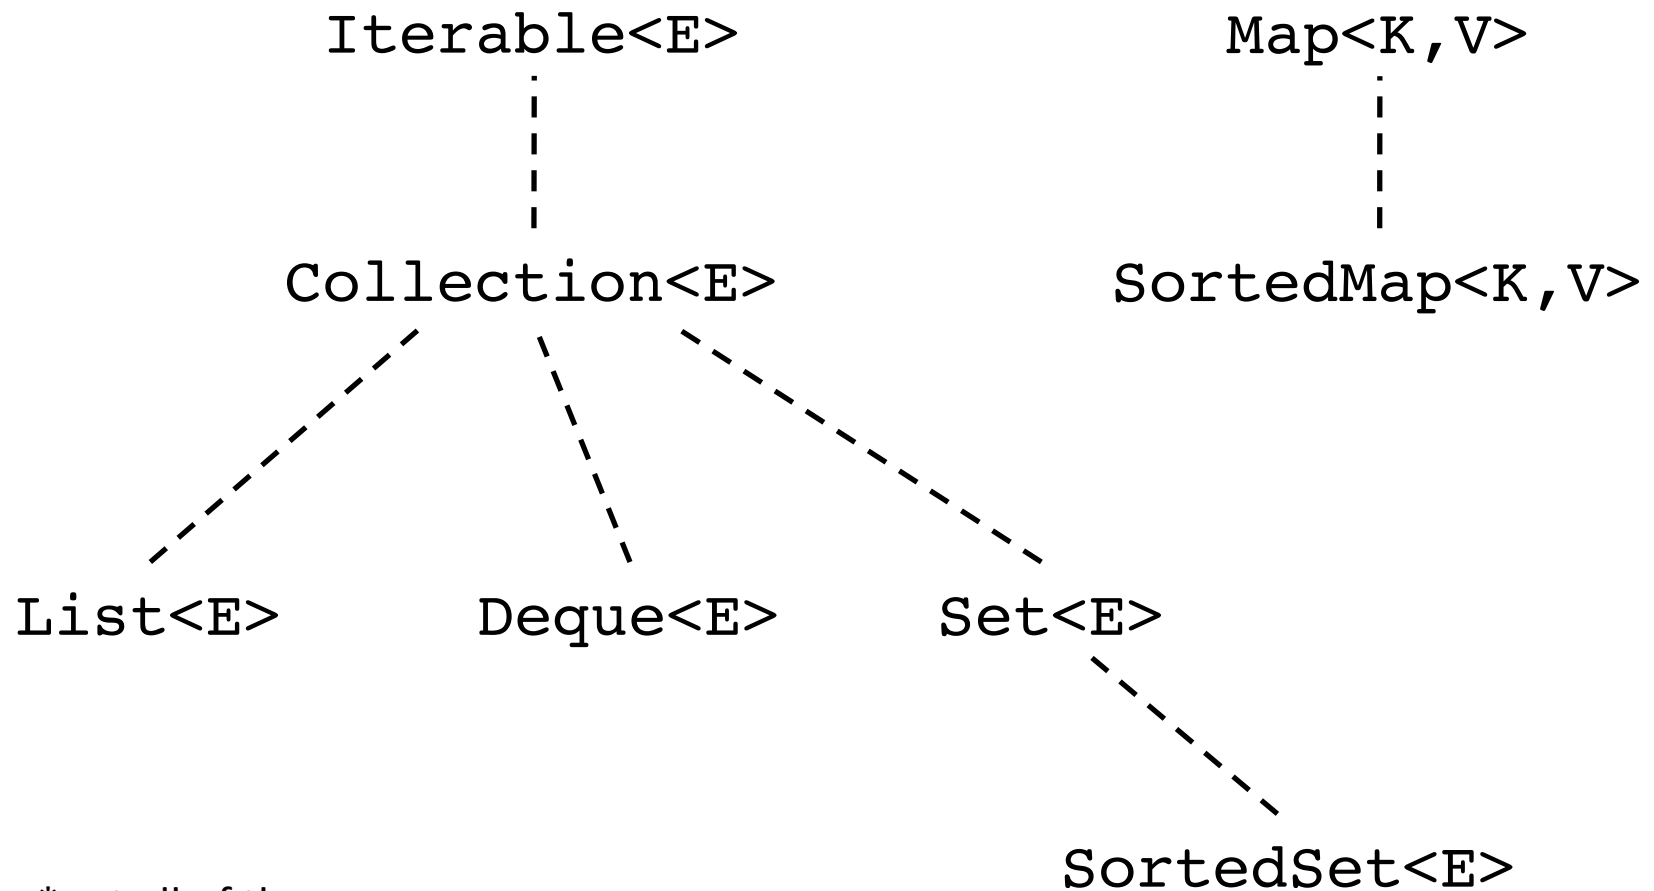 Iterable<E> Map<K,V>
Collection<E> SortedMap<K,V>
List<E> Deque<E> Set<E>
SortedSet<E>